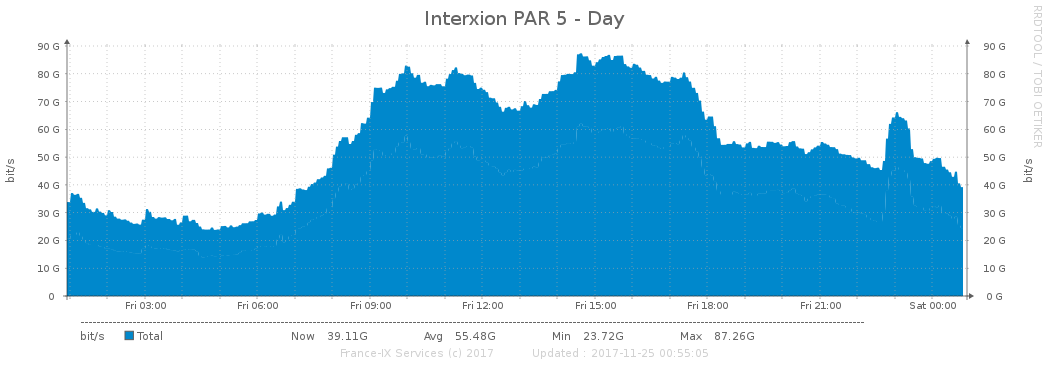 Interxion PAR 5 - Day
RRDTOOL / TOBI OETIKER
bit/s
90 G 90 G
80 G 80 G
70 G 70 G
60 G 60 G
50 G 50 G
40 G 40 G
30 G 30 G
20 G 20 G
10 G 10 G
0 0 G
bit/s
Fri 03:00 Fri 06:00 Fri 09:00 Fri 12:00 Fri 15:00 Fri 18:00 Fri 21:00 Sat 00:00
bit/s Total Now 39.11G Avg 55.48G Min 23.72G Max 87.26G
France-IX Services (c) 2017 Updated : 2017-11-25 00:55:05